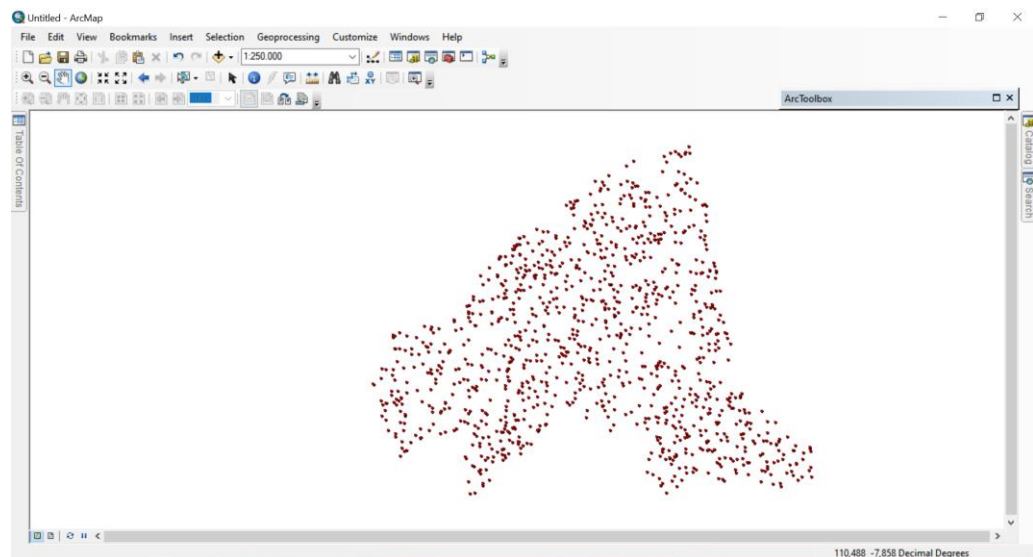 Untitled - ArcMap
File Edit View Bookmarks Insert Selection Geoprocessing Customize Windows Help
1:250.000
ArcToolbox
Table Of Contents
Catalog
Search
110,488 -7,858 Decimal Degrees